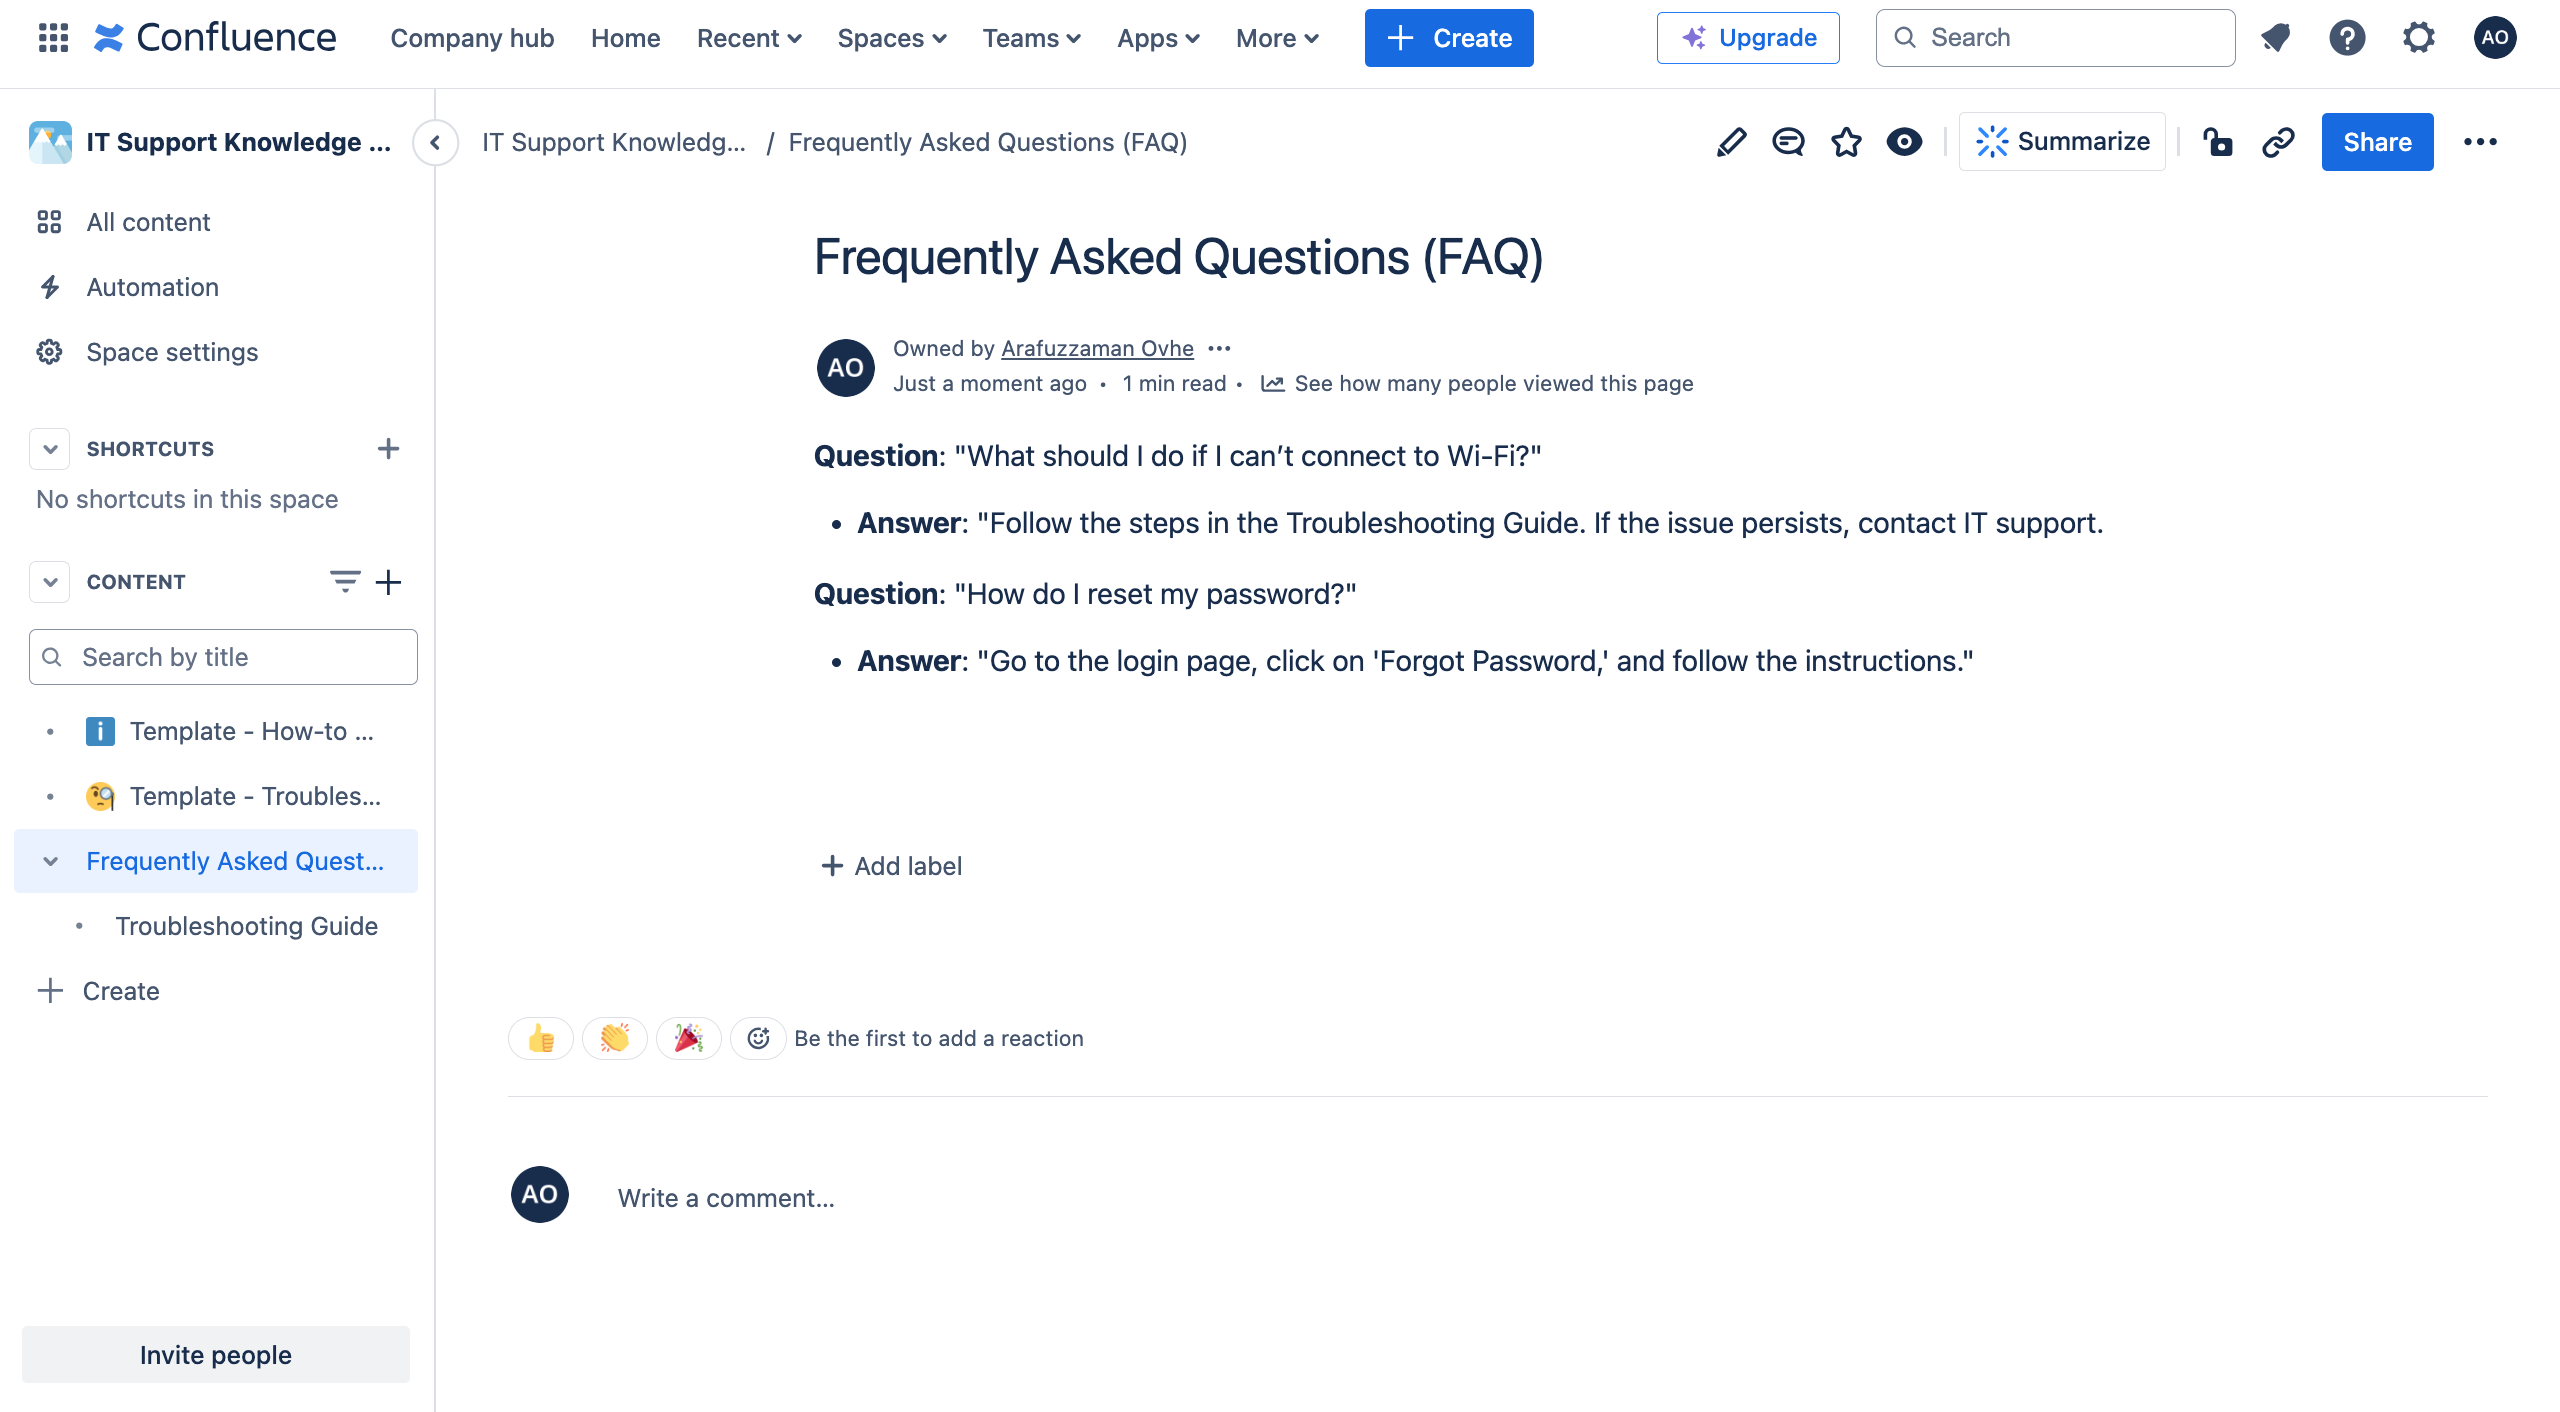 Confluence
Company hub
Home
Recent
Spaces
Teams
Apps
More
Create
Upgrade
Search
AO
IT Support Knowledge ...
All content
Automation
Space settings
SHORTCUTS
No shortcuts in this space
CONTENT
Search by title
Template - How-to ...
Template - Troubles...
Frequently Asked Quest...
Troubleshooting Guide
Create
Invite people
IT Support Knowledg... / Frequently Asked Questions (FAQ)
Summarize
Share
Frequently Asked Questions (FAQ)
AO
Owned by Arafuzzaman Ovhe
Just a moment ago • 1 min read • See how many people viewed this page
Question: "What should I do if I can’t connect to Wi-Fi?"
• Answer: "Follow the steps in the Troubleshooting Guide. If the issue persists, contact IT support.
Question: "How do I reset my password?"
• Answer: "Go to the login page, click on 'Forgot Password,' and follow the instructions."
Add label
Be the first to add a reaction
AO
Write a comment...